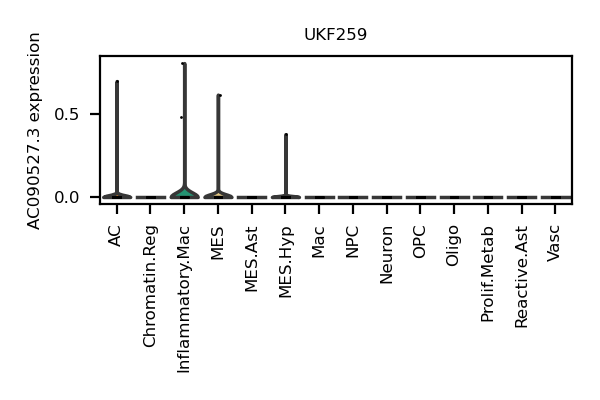 UKF259
AC090527.3 expression
0.5
0.0
AC
Chromatin.Reg
Inflammatory.Mac
MES
MES.Ast
MES.Hyp
Mac
NPC
Neuron
OPC
Oligo
Prolif.Metab
Reactive.Ast
Vasc